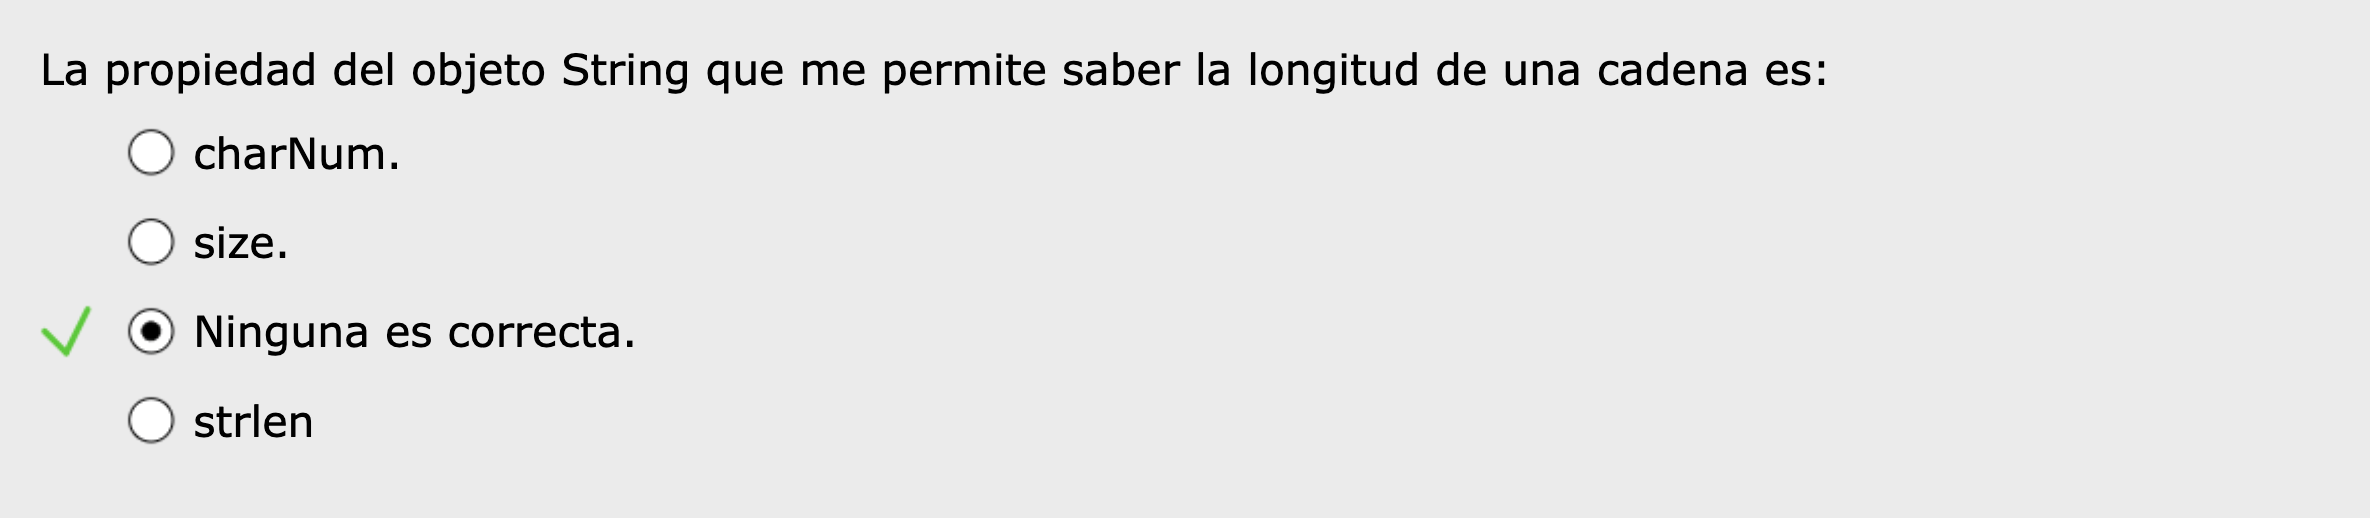 La propiedad del objeto String que me permite saber la longitud de una cadena es:
charNum.
size.
Ninguna es correcta.
strlen